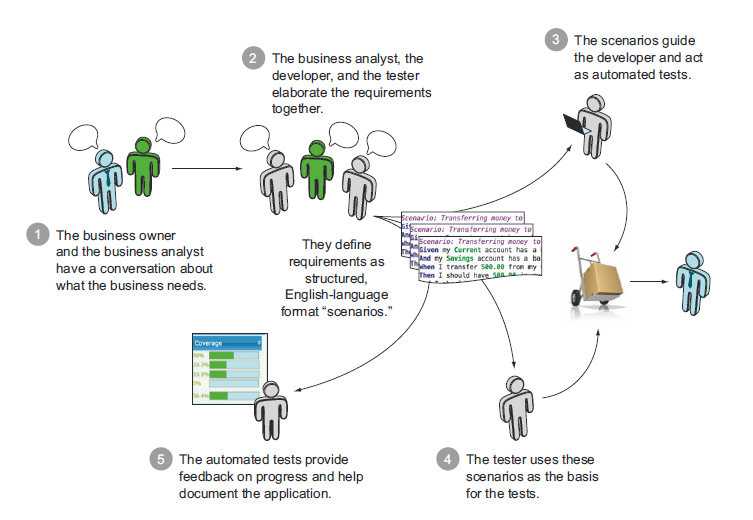 1
The business owner
and the business analyst
have a conversation about
what the business needs.
2
The business analyst, the
developer, and the tester
elaborate the requirements
together.
They define
requirements as
structured,
English-language
format “scenarios.”
Scenario: Transferring money to
Scenario: Transferring money to
Scenario: Transferring money to
Given my Current account has a
And my Savings account has a ba
When I transfer 500.00 from my
Then I should have 500.00
3
The scenarios guide
the developer and act
as automated tests.
4
The tester uses these
scenarios as the basis
for the tests.
Coverage
50%
33.3%
33.3%
0%
36.4%
5
The automated tests provide
feedback on progress and help
document the application.